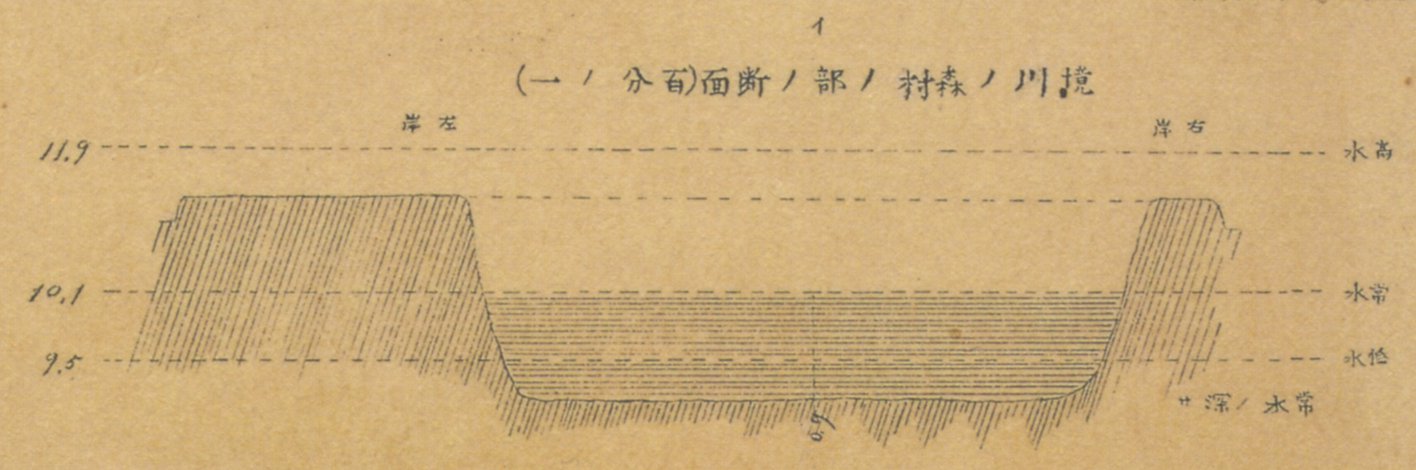 イ
境川ノ森村ノ部ノ断面(百分ノ一)
右岸
左岸
高水
11.9
常水
10.1
低水
9.5
常水ノ深サ
0.9